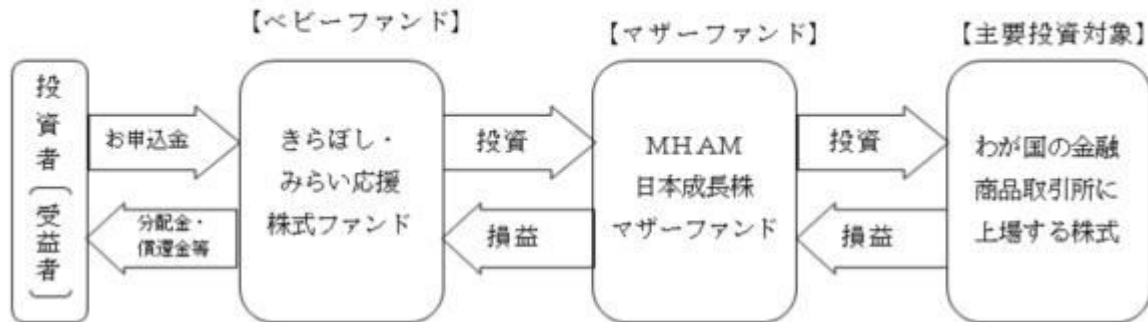 【ベビーファンド】
【マザーファンド】
【主要投資対象】
投資者
(受益者)
お申込金
分配金・
償還金等
きらぼし・
みらい応援
株式ファンド
投資
損益
MHAM
日本成長株
マザーファンド
投資
損益
わが国の金融
商品取引所に
上場する株式